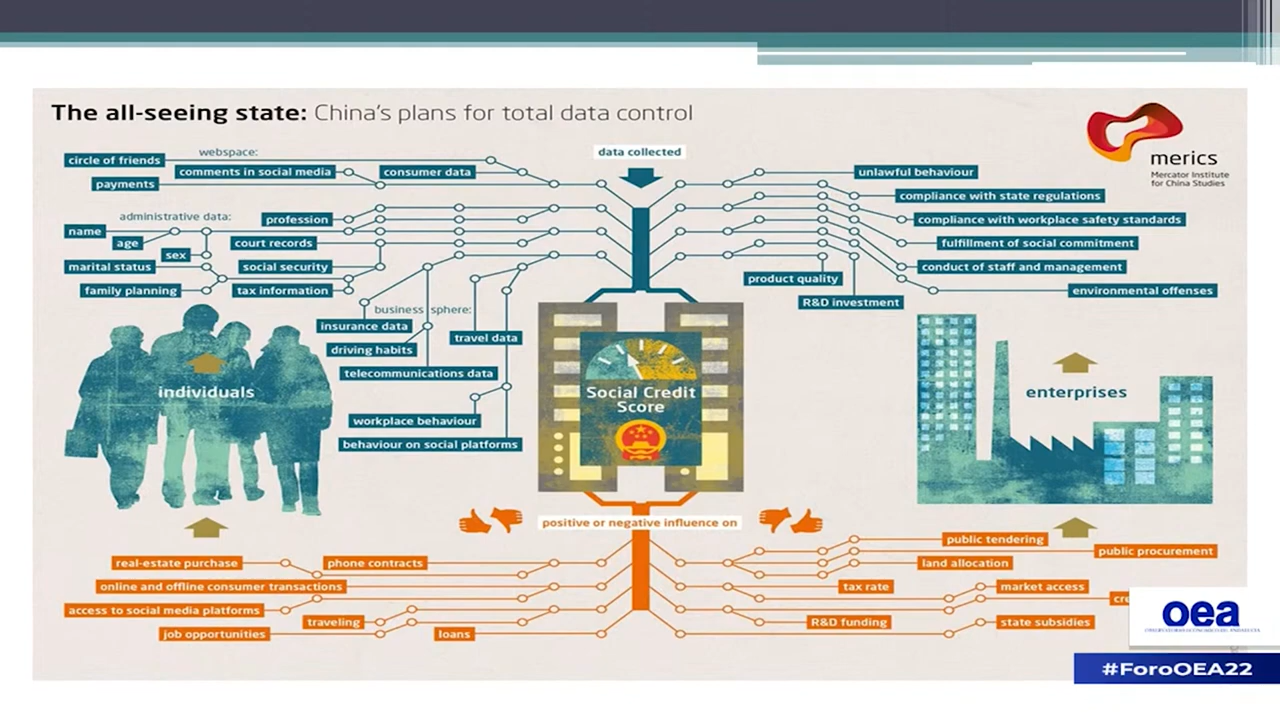 The all-seeing state: China's plans for total data control
merics
Mercator Institute
for China Studies
data collected
webspace:
circle of friends
comments in social media
consumer data
payments
administrative data:
profession
name
age
court records
sex
marital status
social security
family planning
tax information
business sphere:
insurance data
travel data
driving habits
telecommunications data
workplace behaviour
behaviour on social platforms
unlawful behaviour
compliance with state regulations
compliance with workplace safety standards
fulfillment of social commitment
conduct of staff and management
product quality
environmental offenses
R&D investment
individuals
Social Credit
Score
enterprises
positive or negative influence on
real-estate purchase
phone contracts
online and offline consumer transactions
access to social media platforms
traveling
job opportunities
loans
public tendering
public procurement
land allocation
tax rate
market access
R&D funding
state subsidies
oea
#ForoOEA22